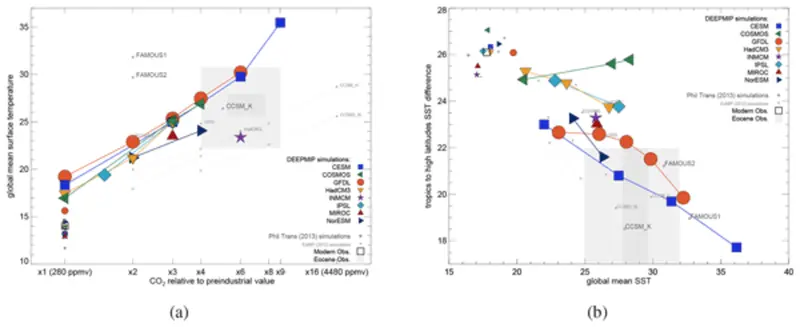 global mean surface temperature
40
35
30
25
20
15
10
FAMOUS1
FAMOUS2
CCSM_K
DEEPMIP simulations:
CESM
COSMOS
GFDL
HadCM3
INMCM
IPSL
MIROC
NorESM
Phil Trans (2013) simulations
Modern Obs.
Eocene Obs.
x1 (280 ppmv)
x2
x3
x4
x6
x8 x9
x16 (4480 ppmv)
CO2 relative to preindustrial value
(a)
tropics to high latitudes SST difference
28
26
24
22
20
18
DEEPMIP simulations:
CESM
COSMOS
GFDL
HadCM3
INMCM
IPSL
MIROC
NorESM
Phil Trans (2013) simulations
Modern Obs.
Eocene Obs.
FAMOUS2
FAMOUS1
CCSM_K
15
20
25
30
35
40
global mean SST
(b)